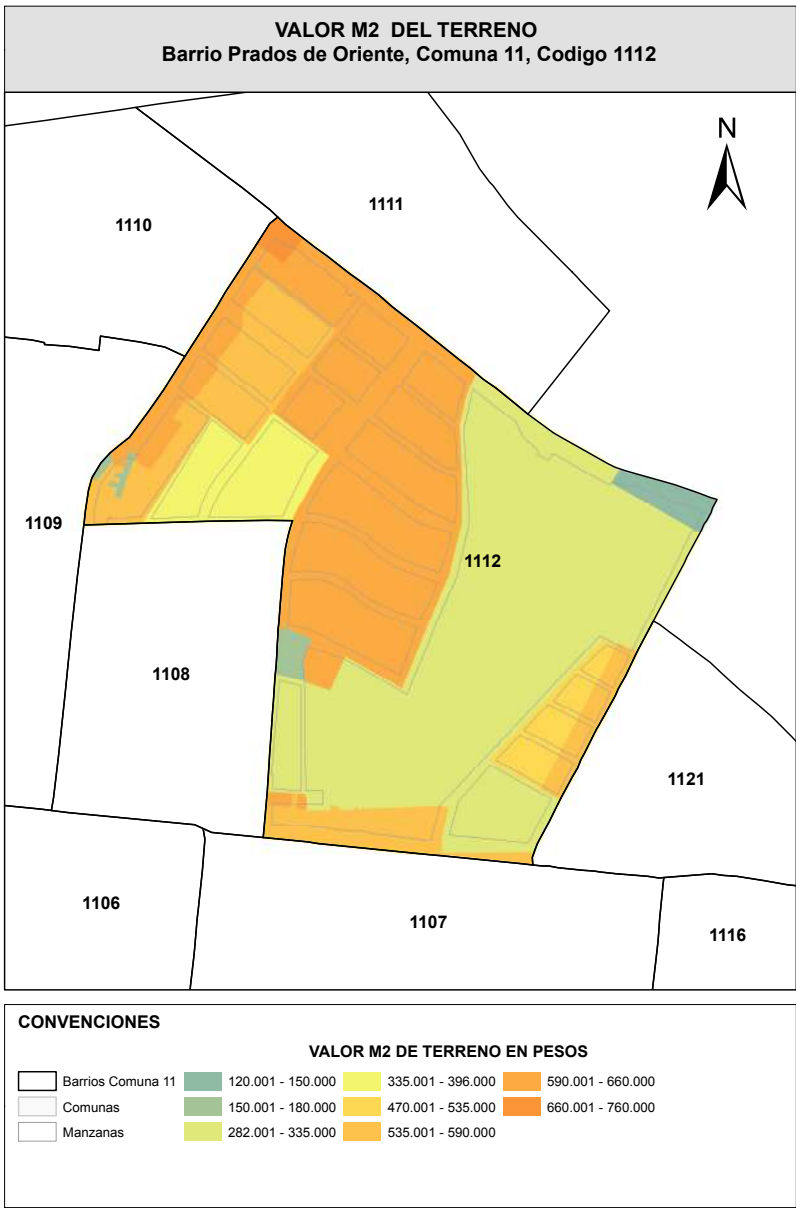 VALOR M2 DEL TERRENO
Barrio Prados de Oriente, Comuna 11, Codigo 1112
N
1111
1110
1109
1112
1108
1121
1106
1107
1116
CONVENCIONES
VALOR M2 DE TERRENO EN PESOS
Barrios Comuna 11 120.001 - 150.000 335.001 - 396.000 590.001 - 660.000
Comunas 150.001 - 180.000 470.001 - 535.000 660.001 - 760.000
Manzanas 282.001 - 335.000 535.001 - 590.000